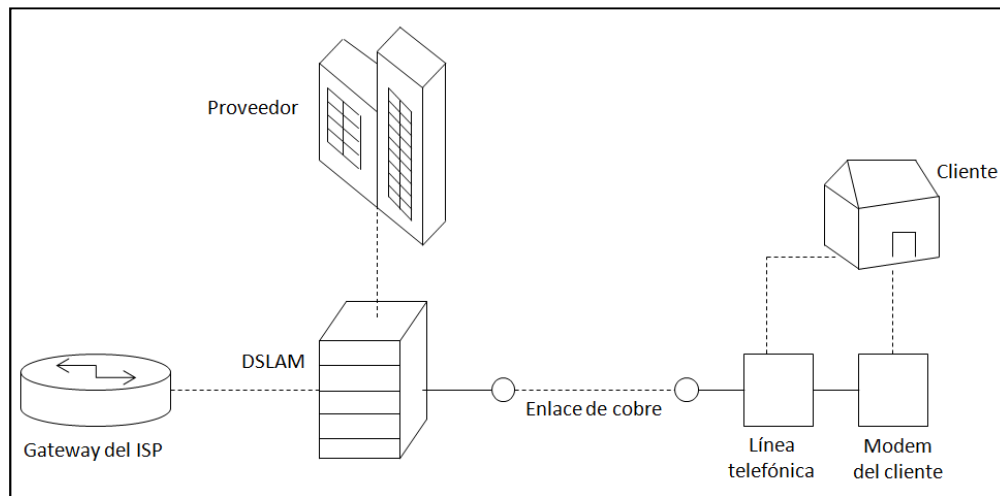 Proveedor
Cliente
DSLAM
Enlace de cobre
Gateway del ISP
Línea
telefónica
Modem
del cliente